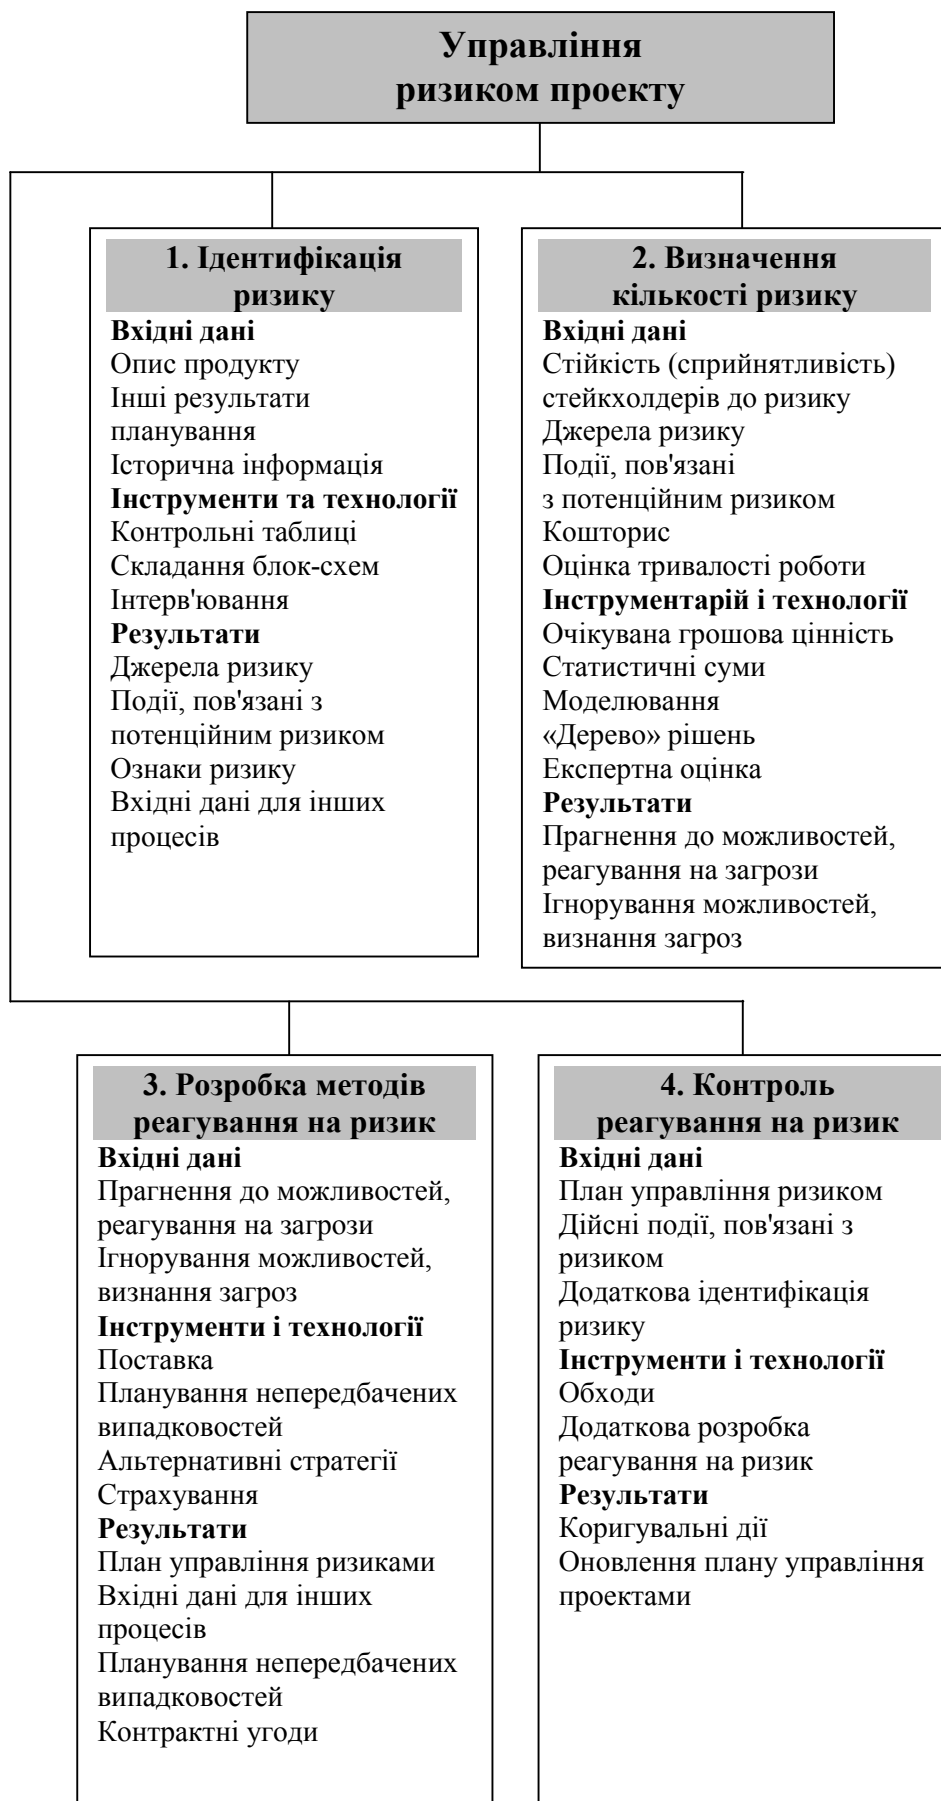 Управління
ризиком проекту
1. Ідентифікація
ризику
Вхідні дані
Опис продукту
Інші результати
планування
Історична інформація
Інструменти та технології
Контрольні таблиці
Складання блок-схем
Інтерв'ювання
Результати
Джерела ризику
Події, пов'язані з
потенційним ризиком
Ознаки ризику
Вхідні дані для інших
процесів
2. Визначення
кількості ризику
Вхідні дані
Стійкість (сприйнятливість)
стейкхолдерів до ризику
Джерела ризику
Події, пов'язані
з потенційним ризиком
Кошторис
Оцінка тривалості роботи
Інструментарій і технології
Очікувана грошова цінність
Статистичні суми
Моделювання
«Дерево» рішень
Експертна оцінка
Результати
Прагнення до можливостей,
реагування на загрози
Ігнорування можливостей,
визнання загроз
3. Розробка методів
реагування на ризик
Вхідні дані
Прагнення до можливостей,
реагування на загрози
Ігнорування можливостей,
визнання загроз
Інструменти і технології
Поставка
Планування непередбачених
випадковостей
Альтернативні стратегії
Страхування
Результати
План управління ризиками
Вхідні дані для інших
процесів
Планування непередбачених
випадковостей
Контрактні угоди
4. Контроль
реагування на ризик
Вхідні дані
План управління ризиком
Дійсні події, пов'язані з
ризиком
Додаткова ідентифікація
ризику
Інструменти і технології
Обходи
Додаткова розробка
реагування на ризик
Результати
Коригувальні дії
Оновлення плану управління
проектами